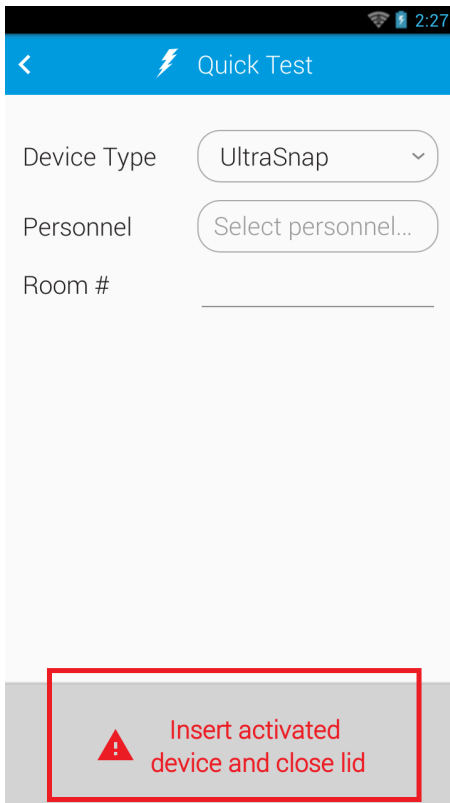 2:27
Quick Test
Device Type
UltraSnap
Personnel
Select personnel...
Room #
Insert activated
device and close lid